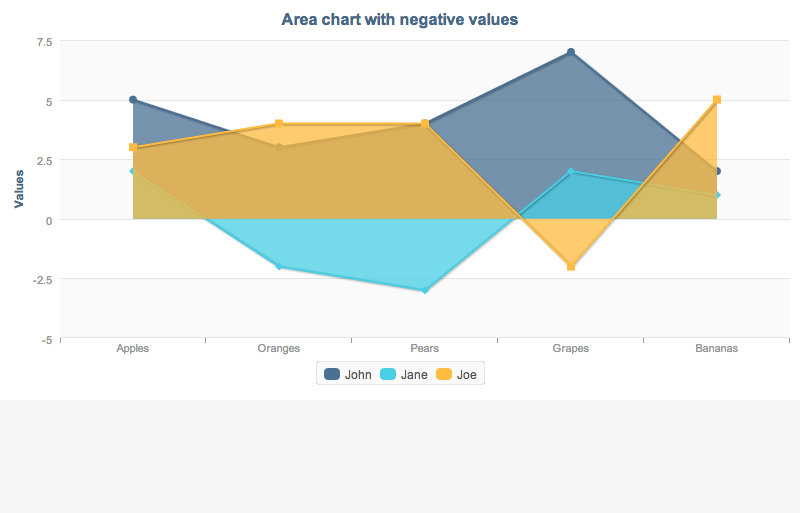 Area chart with negative values
Values
7.5
5
2.5
0
-2.5
-5
Apples Oranges Pears Grapes Bananas
John Jane Joe